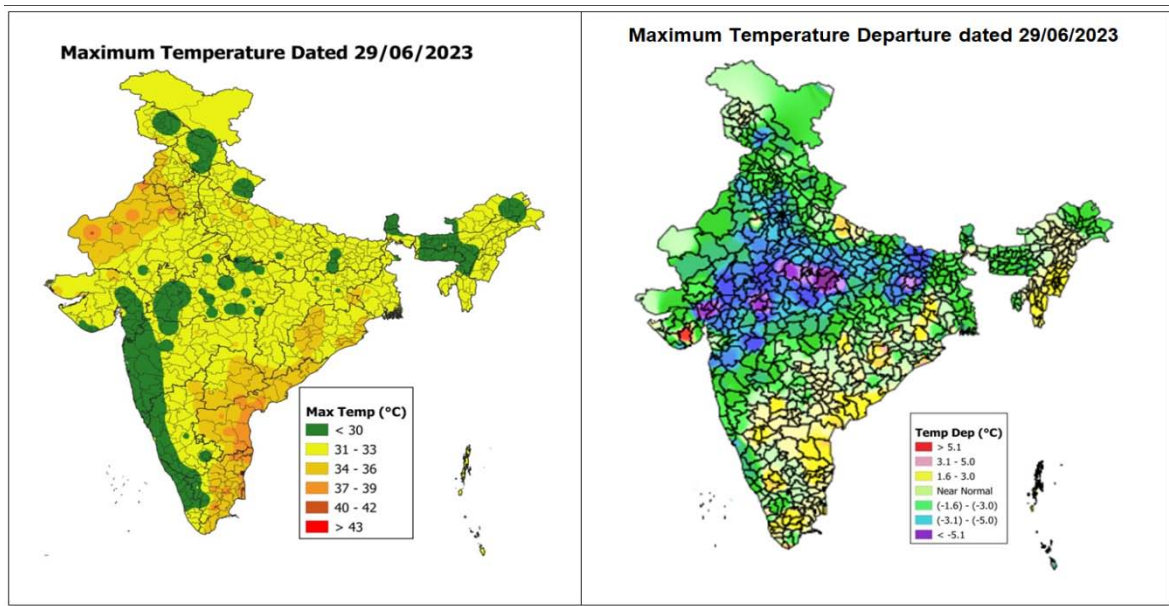 Maximum Temperature Dated 29/06/2023
Max Temp (°C)
< 30
31 - 33
34 - 36
37 - 39
40 - 42
> 43
Maximum Temperature Departure dated 29/06/2023
Temp Dep (°C)
> 5.1
3.1 - 5.0
1.6 - 3.0
Near Normal
(-1.6) - (-3.0)
(-3.1) - (-5.0)
< -5.1